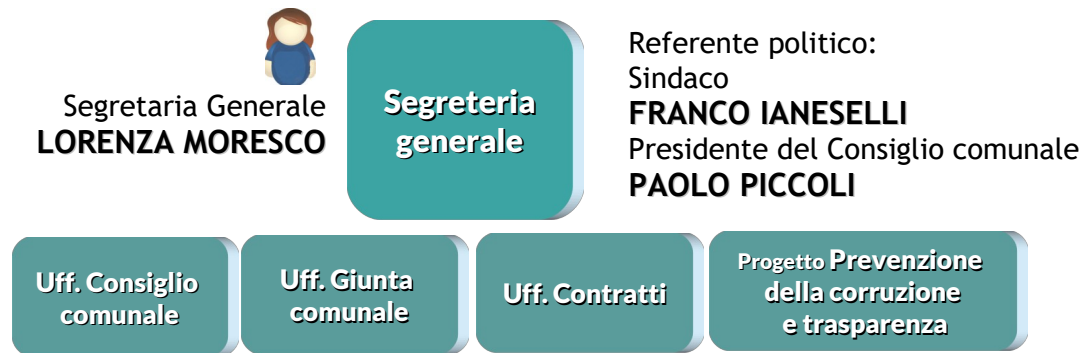 Segretaria Generale
LORENZA MORESCO
Segreteria
generale
Referente politico:
Sindaco
FRANCO IANESELLI
Presidente del Consiglio comunale
PAOLO PICCOLI
Uff. Consiglio
comunale
Uff. Giunta
comunale
Uff. Contratti
Progetto Prevenzione
della corruzione
e trasparenza